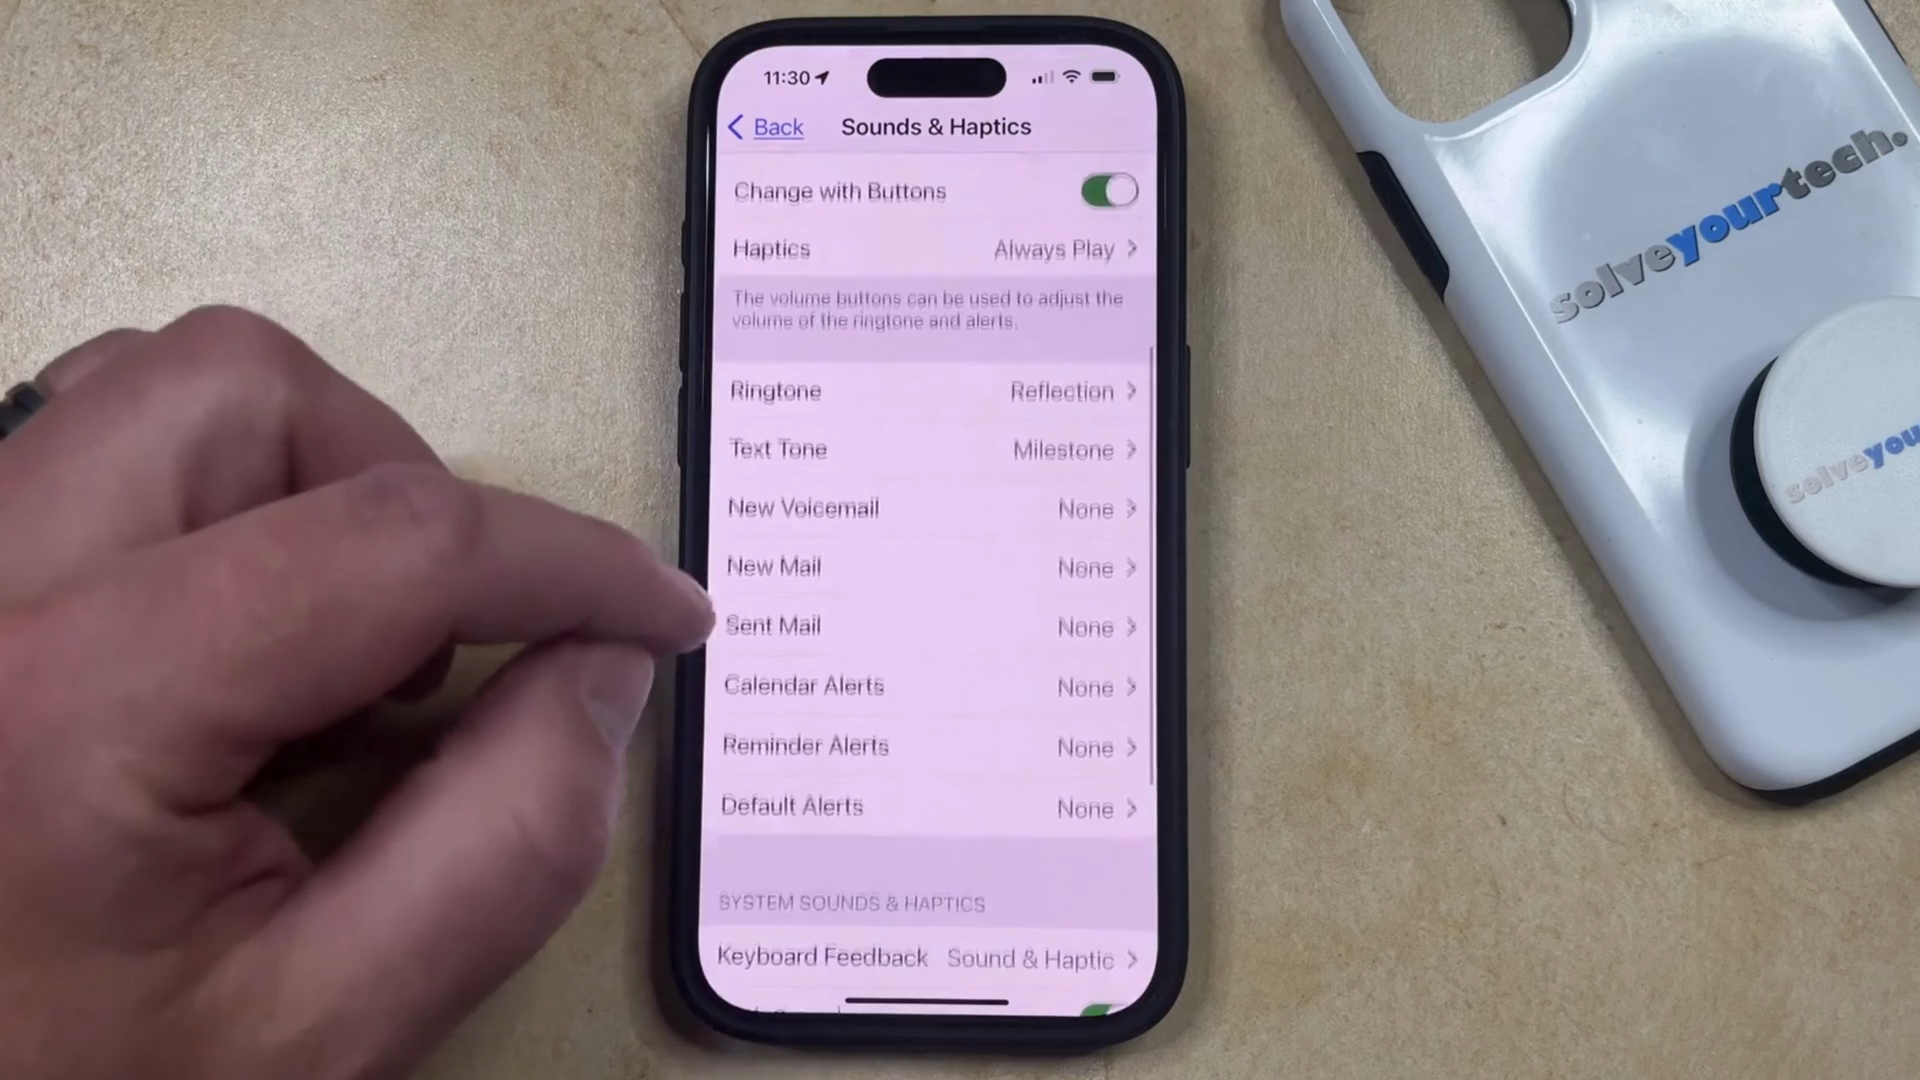 11:30
Back Sounds & Haptics
Change with Buttons
Haptics Always Play
The volume buttons can be used to adjust the
volume of the ringtone and alerts.
Ringtone Reflection
Text Tone Milestone
New Voicemail None
New Mail None
Sent Mail None
Calendar Alerts None
Reminder Alerts None
Default Alerts None
SYSTEM SOUNDS & HAPTICS
Keyboard Feedback Sound & Haptic
solveyourtech.
solveyou